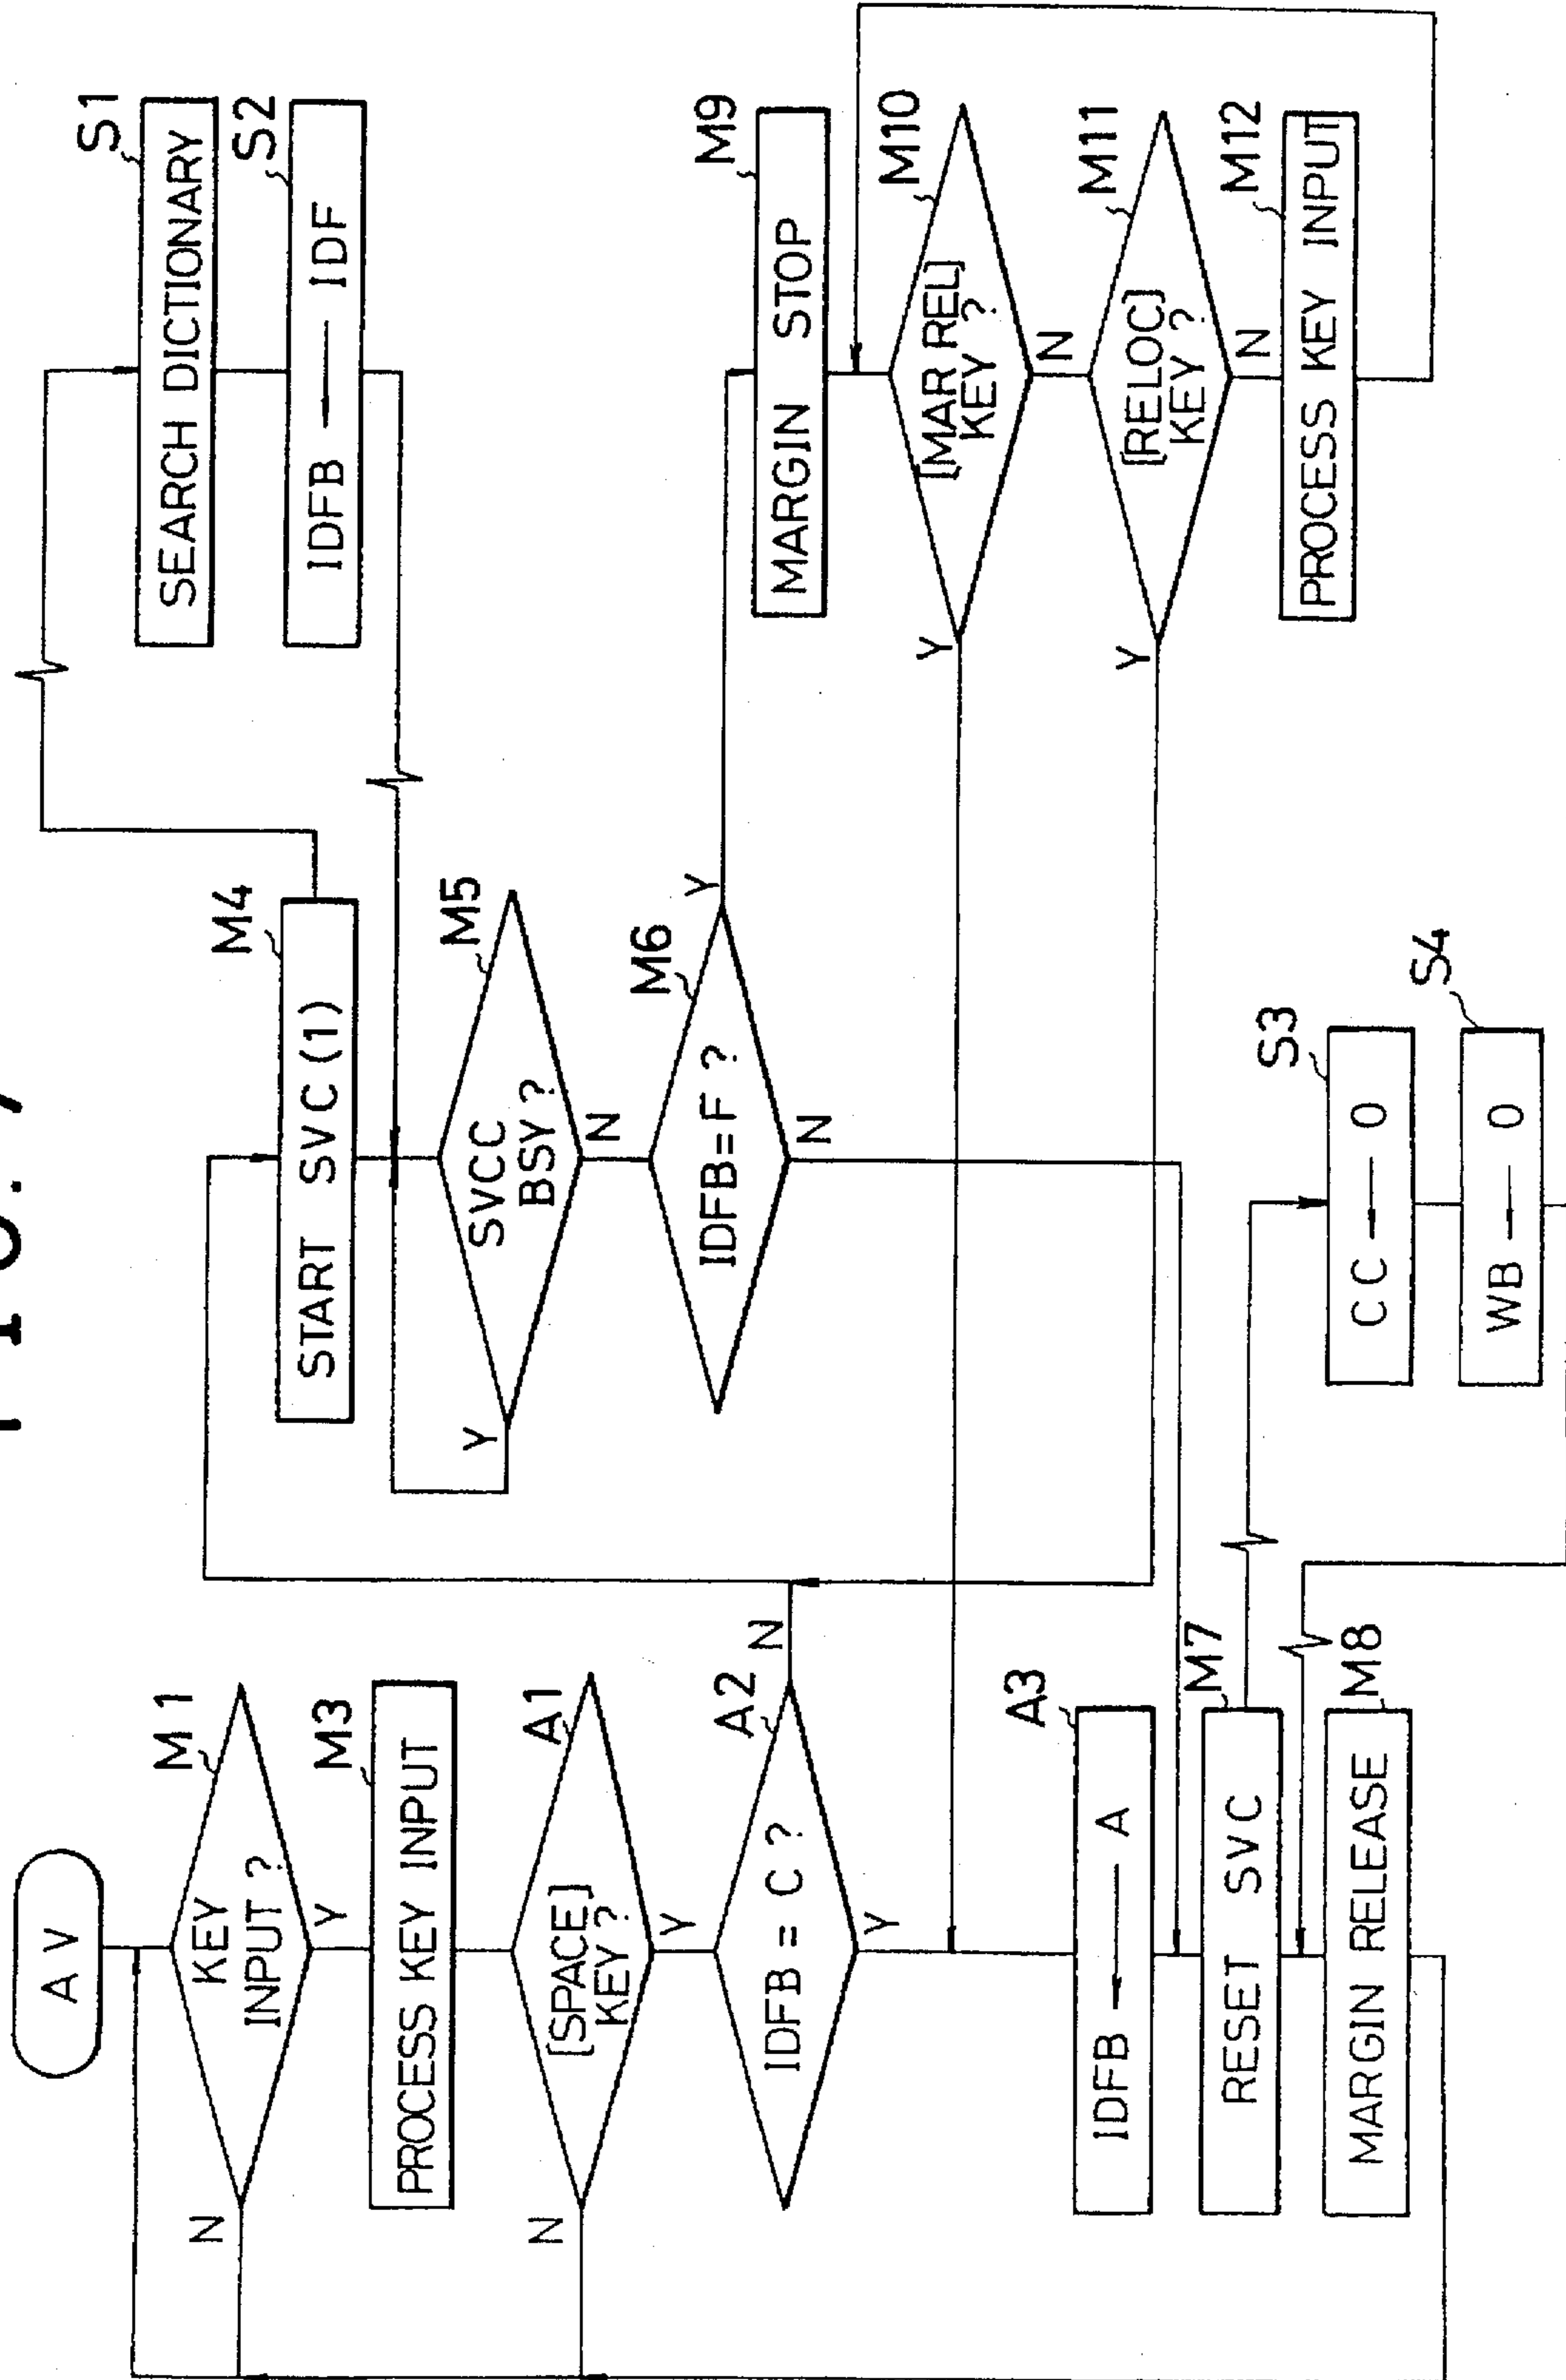 A V
M1
KEY
INPUT ?
N
Y
M3
PROCESS KEY INPUT
A1
[SPACE]
KEY ?
N
Y
A2
IDFB = C ?
N
Y
A3
IDFB ← A
M7
RESET SVC
M8
MARGIN RELEASE
M4
START SVC (1)
M5
SVCC
BSY ?
Y
N
M6
IDFB = F ?
Y
N
S3
CC ← 0
S4
WB ← 0
S1
SEARCH DICTIONARY
S2
IDFB ← IDF
M9
MARGIN STOP
M10
[MAR REL]
KEY ?
Y
N
M11
[RELOC]
KEY ?
Y
N
M12
PROCESS KEY INPUT